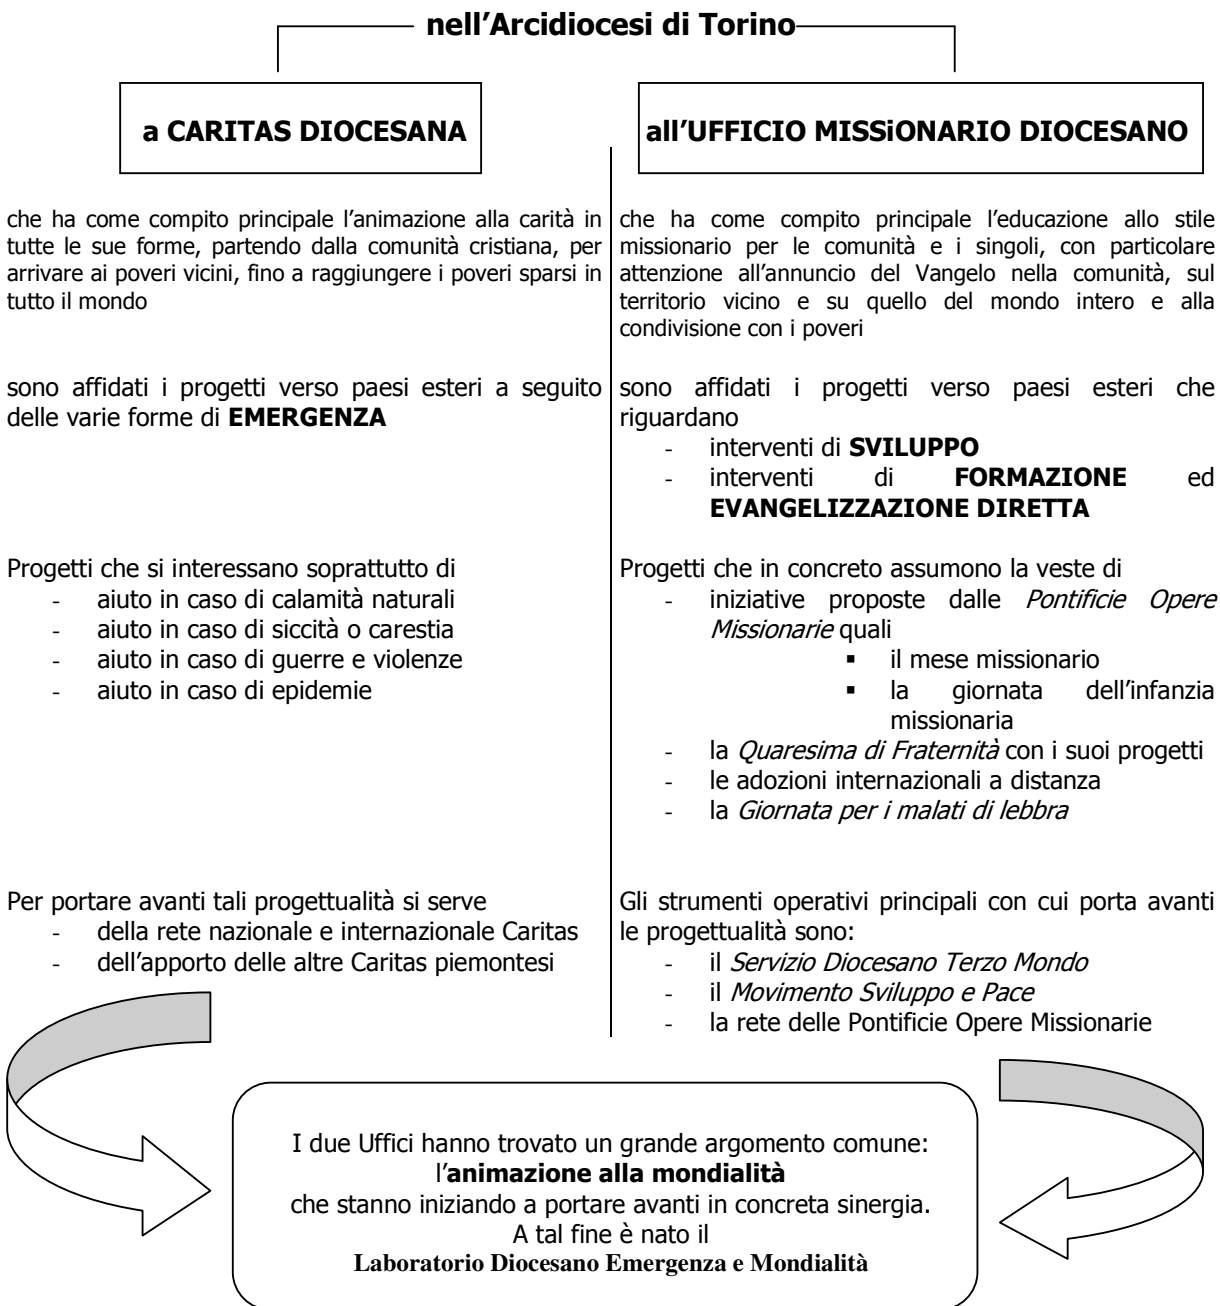 nell'Arcidiocesi di Torino
a CARITAS DIOCESANA
che ha come compito principale l'animazione alla carità in
tutte le sue forme, partendo dalla comunità cristiana, per
arrivare ai poveri vicini, fino a raggiungere i poveri sparsi in
tutto il mondo
sono affidati i progetti verso paesi esteri a seguito
delle varie forme di EMERGENZA
Progetti che si interessano soprattutto di
- aiuto in caso di calamità naturali
- aiuto in caso di siccità o carestia
- aiuto in caso di guerre e violenze
- aiuto in caso di epidemie
Per portare avanti tali progettualità si serve
- della rete nazionale e internazionale Caritas
- dell'apporto delle altre Caritas piemontesi
all'UFFICIO MISSiONARIO DIOCESANO
che ha come compito principale l'educazione allo stile
missionario per le comunità e i singoli, con particolare
attenzione all'annuncio del Vangelo nella comunità, sul
territorio vicino e su quello del mondo intero e alla
condivisione con i poveri
sono affidati i progetti verso paesi esteri che
riguardano
- interventi di SVILUPPO
- interventi di FORMAZIONE ed
EVANGELIZZAZIONE DIRETTA
Progetti che in concreto assumono la veste di
- iniziative proposte dalle Pontificie Opere
Missionarie quali
▪ il mese missionario
▪ la giornata dell'infanzia
missionaria
- la Quaresima di Fraternità con i suoi progetti
- le adozioni internazionali a distanza
- la Giornata per i malati di lebbra
Gli strumenti operativi principali con cui porta avanti
le progettualità sono:
- il Servizio Diocesano Terzo Mondo
- il Movimento Sviluppo e Pace
- la rete delle Pontificie Opere Missionarie
I due Uffici hanno trovato un grande argomento comune:
l'animazione alla mondialità
che stanno iniziando a portare avanti in concreta sinergia.
A tal fine è nato il
Laboratorio Diocesano Emergenza e Mondialità